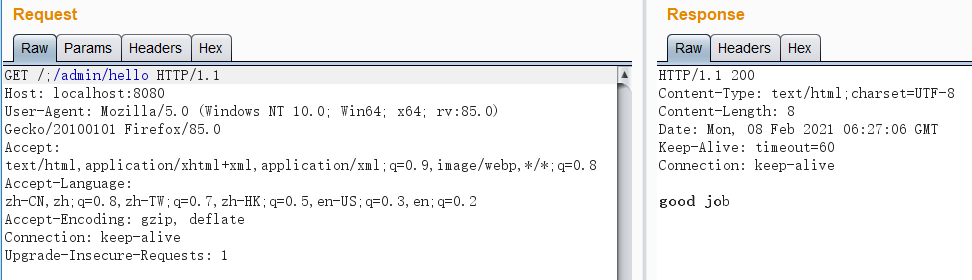 Request
Raw Params Headers Hex
GET /;/admin/hello HTTP/1.1
Host: localhost:8080
User-Agent: Mozilla/5.0 (Windows NT 10.0; Win64; x64; rv:85.0)
Gecko/20100101 Firefox/85.0
Accept:
text/html,application/xhtml+xml,application/xml;q=0.9,image/webp,*/*;q=0.8
Accept-Language:
zh-CN,zh;q=0.8,zh-TW;q=0.7,zh-HK;q=0.5,en-US;q=0.3,en;q=0.2
Accept-Encoding: gzip, deflate
Connection: keep-alive
Upgrade-Insecure-Requests: 1
Response
Raw Headers Hex
HTTP/1.1 200
Content-Type: text/html;charset=UTF-8
Content-Length: 8
Date: Mon, 08 Feb 2021 06:27:06 GMT
Keep-Alive: timeout=60
Connection: keep-alive
good job